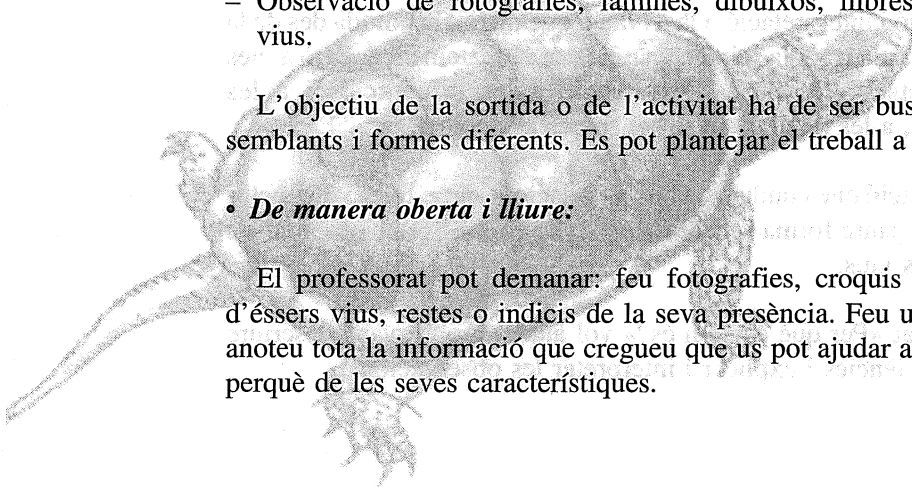 – Observació de fotografies, làmines, dibuixos, llibres
vius.
L'objectiu de la sortida o de l'activitat ha de ser bus
semblants i formes diferents. Es pot plantejar el treball a
• De manera oberta i lliure:
El professorat pot demanar: feu fotografies, croquis
d'éssers vius, restes o indicis de la seva presència. Feu u
anoteu tota la informació que cregueu que us pot ajudar a
perquè de les seves característiques.